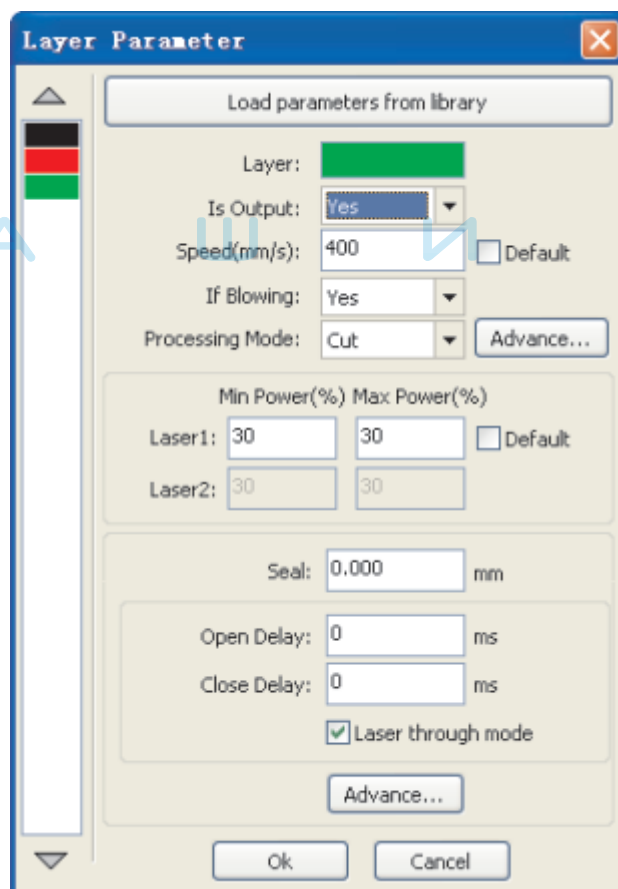 Layer Parameter
Load parameters from library
Layer:
Is Output: Yes
А Ш И
Speed(mm/s): 400 Default
If Blowing: Yes
Processing Mode: Cut Advance...
Min Power(%) Max Power(%)
Laser1: 30 30 Default
Laser2: 30 30
Seal: 0.000 mm
Open Delay: 0 ms
Close Delay: 0 ms
Laser through mode
Advance...
Ok Cancel